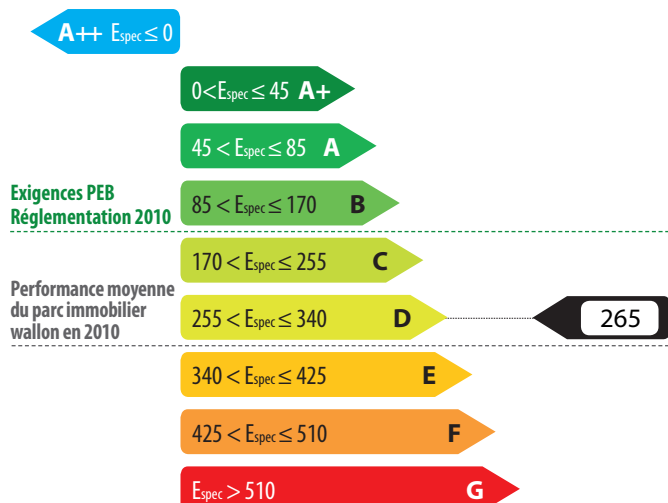 A++ Espec ≤ 0
0 < Espec ≤ 45 A+
45 < Espec ≤ 85 A
Exigences PEB
Réglementation 2010
85 < Espec ≤ 170 B
170 < Espec ≤ 255 C
Performance moyenne
du parc immobilier
wallon en 2010
255 < Espec ≤ 340 D
265
340 < Espec ≤ 425 E
425 < Espec ≤ 510 F
Espec > 510 G